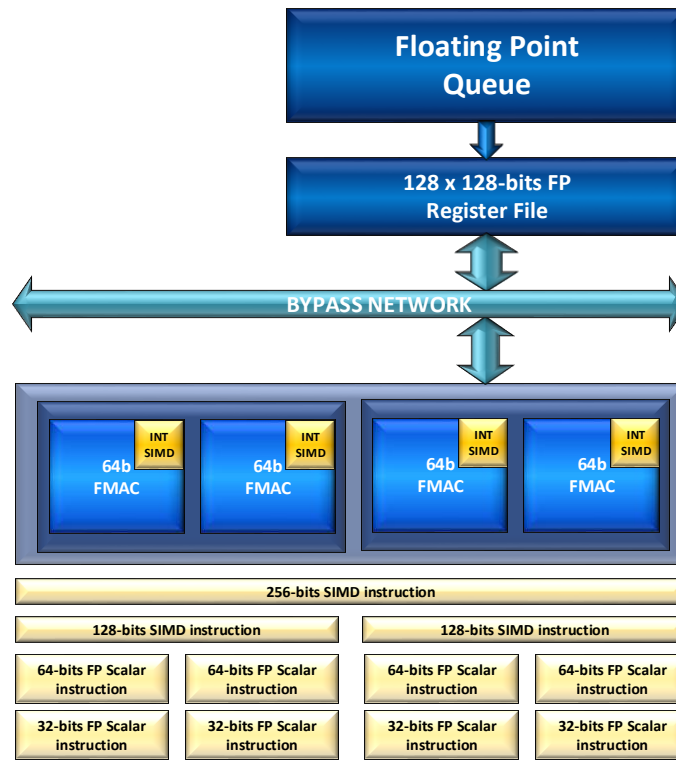 Floating Point
Queue
128 x 128-bits FP
Register File
BYPASS NETWORK
INT
SIMD
64b
FMAC
INT
SIMD
64b
FMAC
INT
SIMD
64b
FMAC
INT
SIMD
64b
FMAC
256-bits SIMD instruction
128-bits SIMD instruction
128-bits SIMD instruction
64-bits FP Scalar
instruction
64-bits FP Scalar
instruction
64-bits FP Scalar
instruction
64-bits FP Scalar
instruction
32-bits FP Scalar
instruction
32-bits FP Scalar
instruction
32-bits FP Scalar
instruction
32-bits FP Scalar
instruction